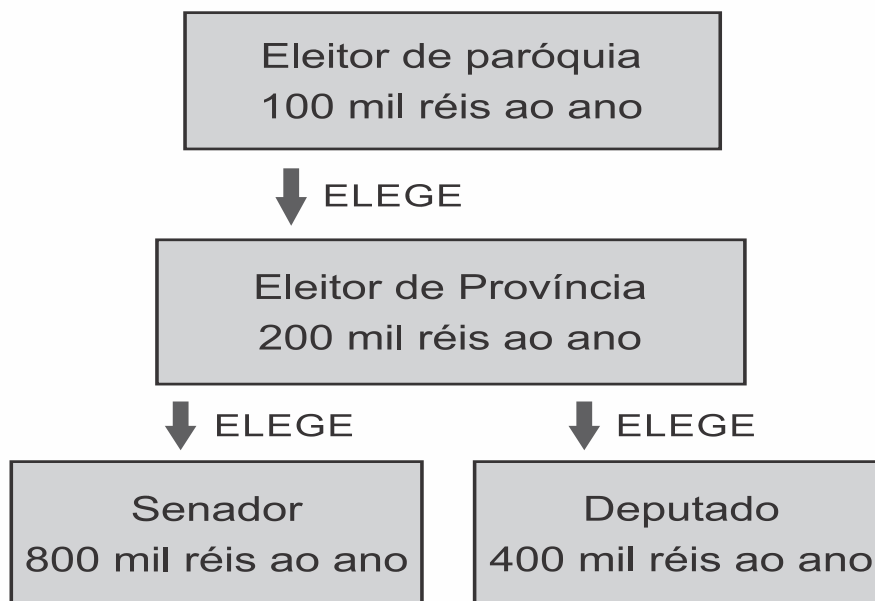 Eleitor de paróquia
100 mil réis ao ano
ELEGE
Eleitor de Província
200 mil réis ao ano
ELEGE
ELEGE
Senador
800 mil réis ao ano
Deputado
400 mil réis ao ano